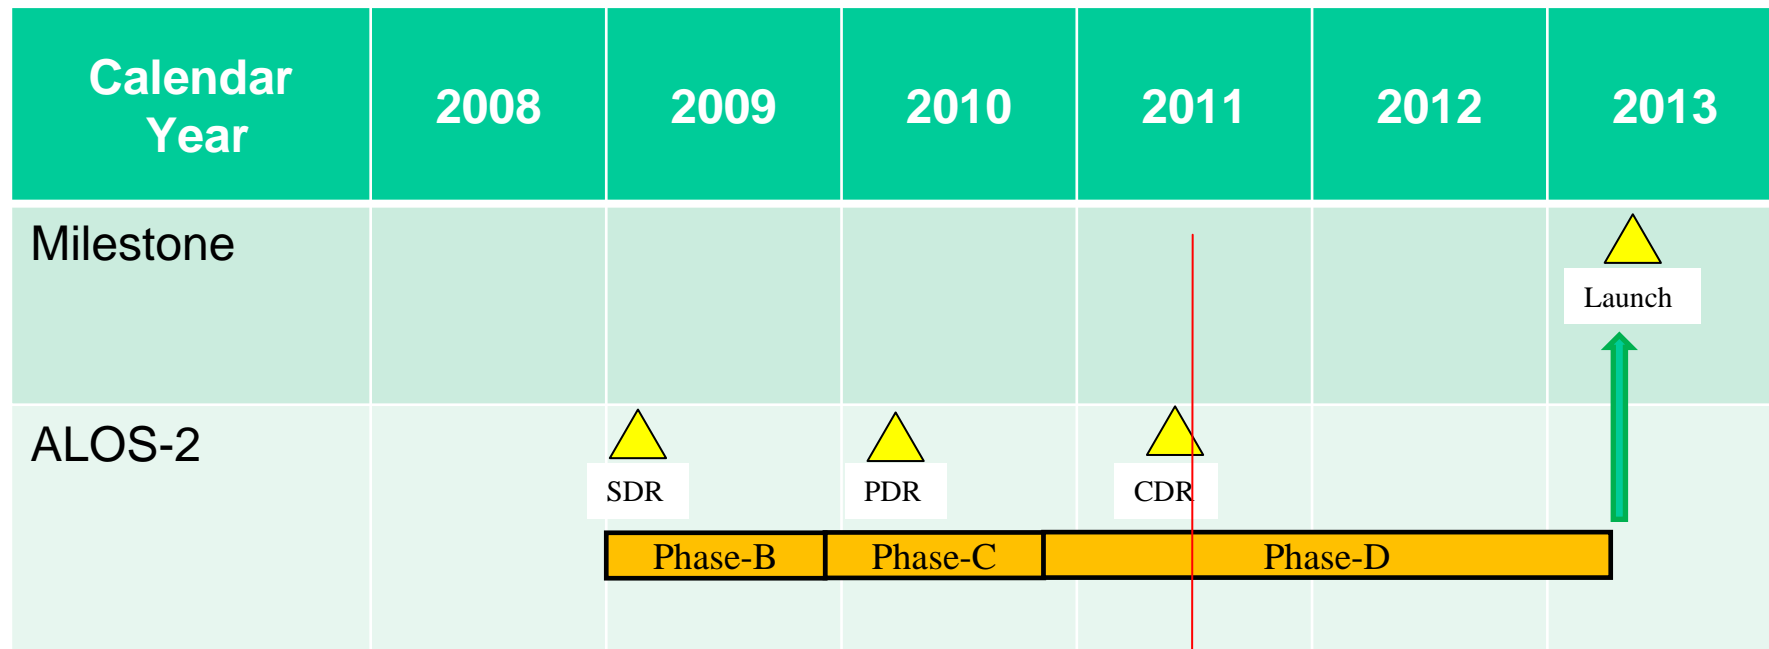 Calendar
Year
2008
2009
2010
2011
2012
2013
Milestone
Launch
ALOS-2
SDR
PDR
CDR
Phase-B
Phase-C
Phase-D